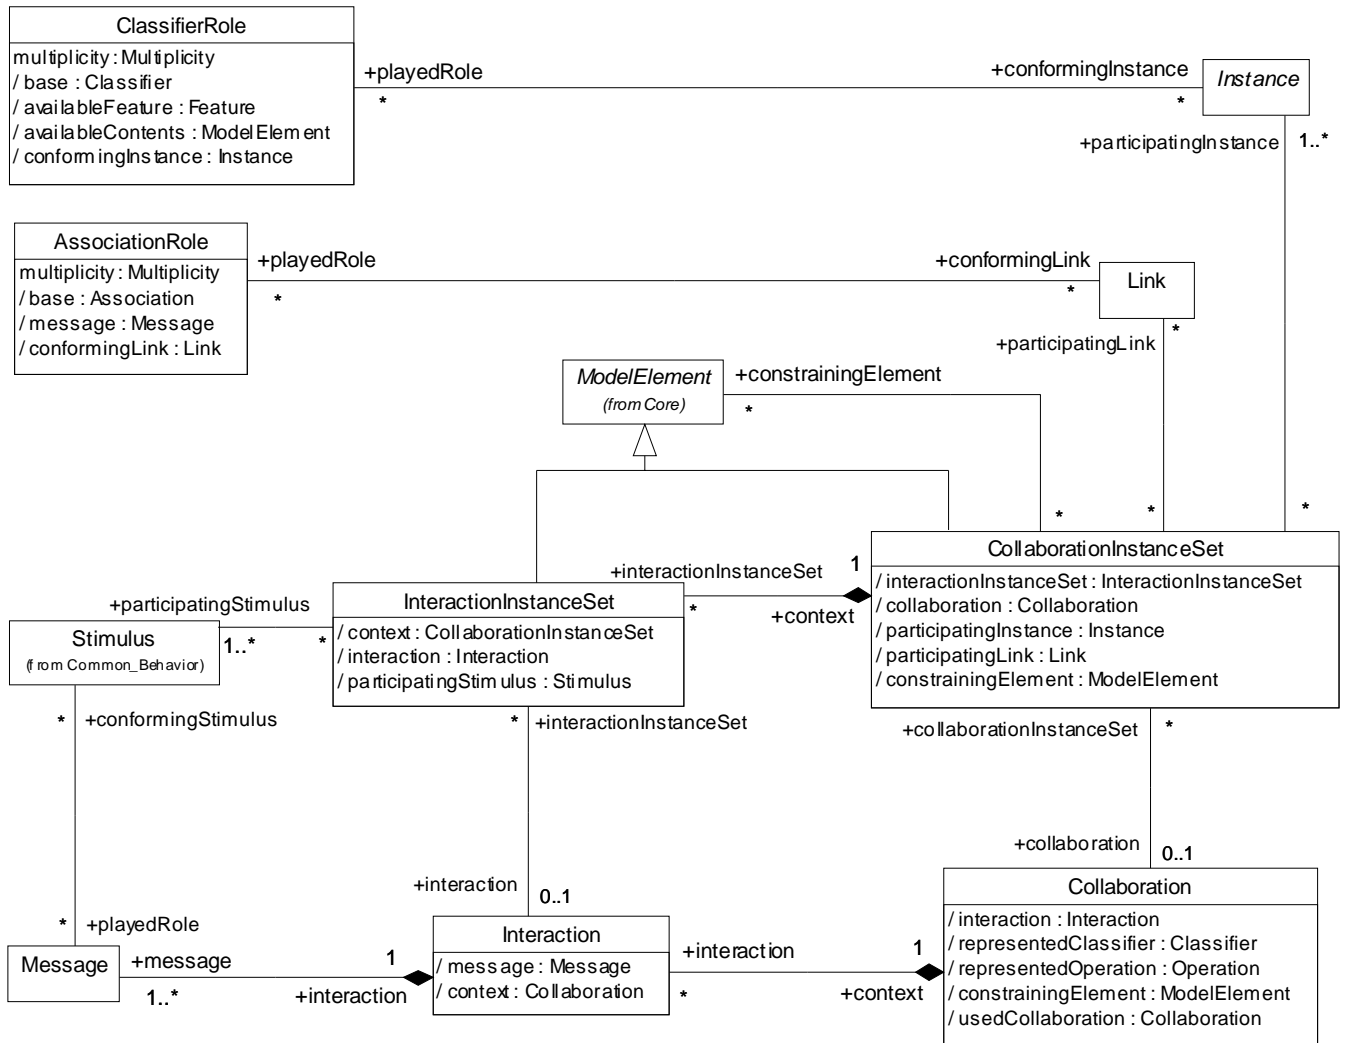 ClassifierRole
multiplicity : Multiplicity
/ base : Classifier
/ availableFeature : Feature
/ availableContents : ModelElement
/ conformingInstance : Instance
+playedRole
*
+conformingInstance
*
Instance
+participatingInstance
1..*
AssociationRole
multiplicity : Multiplicity
/ base : Association
/ message : Message
/ conformingLink : Link
+playedRole
*
+conformingLink
*
Link
*
+participatingLink
ModelElement
(from Core)
+constrainingElement
*
*
*
*
CollaborationInstanceSet
/ interactionInstanceSet : InteractionInstanceSet
/ collaboration : Collaboration
/ participatingInstance : Instance
/ participatingLink : Link
/ constrainingElement : ModelElement
+interactionInstanceSet
1
*
+context
InteractionInstanceSet
/ context : CollaborationInstanceSet
/ interaction : Interaction
/ participatingStimulus : Stimulus
+participatingStimulus
1..*
*
Stimulus
(from Common_Behavior)
*
+conformingStimulus
*
+interactionInstanceSet
+collaborationInstanceSet
*
+collaboration
0..1
+interaction
0..1
*
+playedRole
Message
+message
1..*
1
+interaction
Interaction
/ message : Message
/ context : Collaboration
+interaction
*
1
+context
Collaboration
/ interaction : Interaction
/ representedClassifier : Classifier
/ representedOperation : Operation
/ constrainingElement : ModelElement
/ usedCollaboration : Collaboration